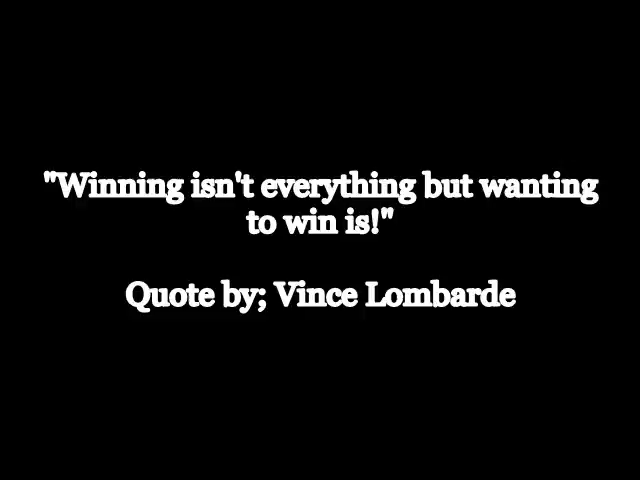 "Winning isn't everything but wanting
to win is!"
Quote by; Vince Lombarde